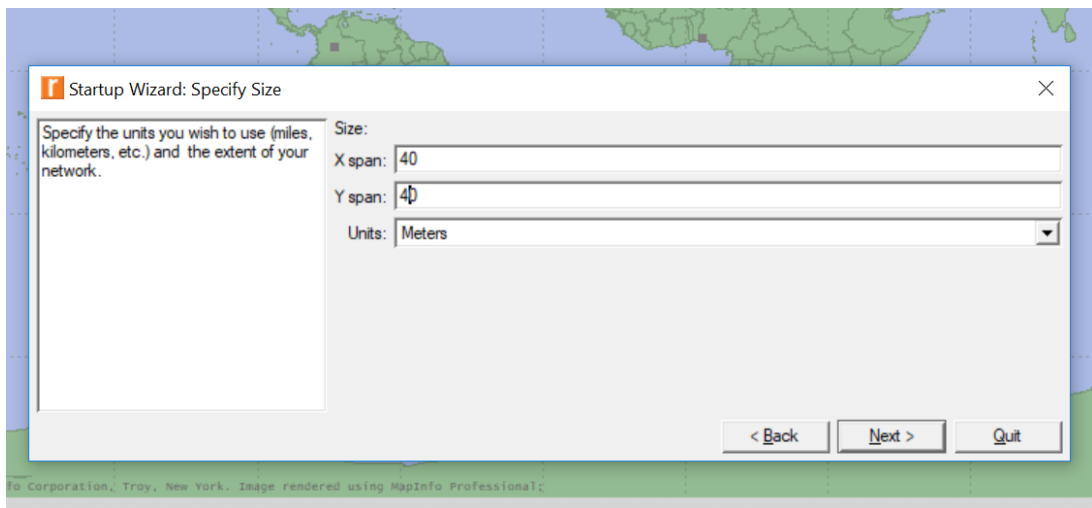 Startup Wizard: Specify Size
Specify the units you wish to use (miles,
kilometers, etc.) and the extent of your
network.
Size:
X span: 40
Y span: 40
Units: Meters
< Back Next > Quit
fo Corporation, Troy, New York. Image rendered using MapInfo Professional;